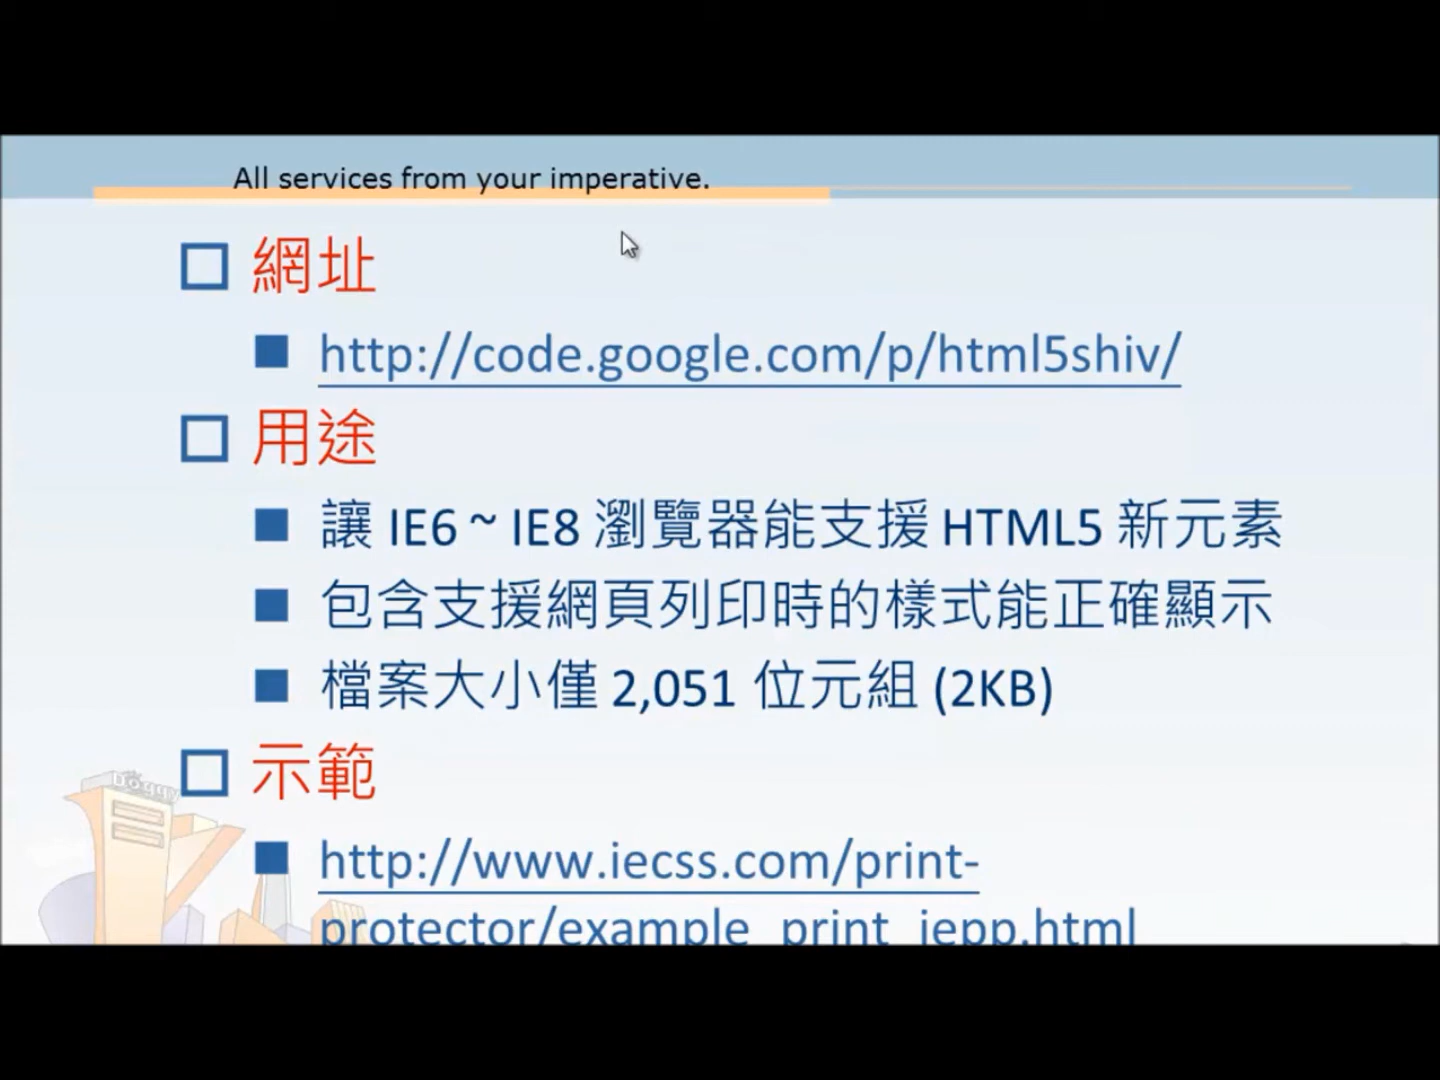 All services from your imperative.
網址
http://code.google.com/p/html5shiv/
用途
讓 IE6 ~ IE8 瀏覽器能支援 HTML5 新元素
包含支援網頁列印時的樣式能正確顯示
檔案大小僅 2,051 位元組 (2KB)
示範
Doggy
http://www.iecss.com/print-
protector/example_print_iepp.html